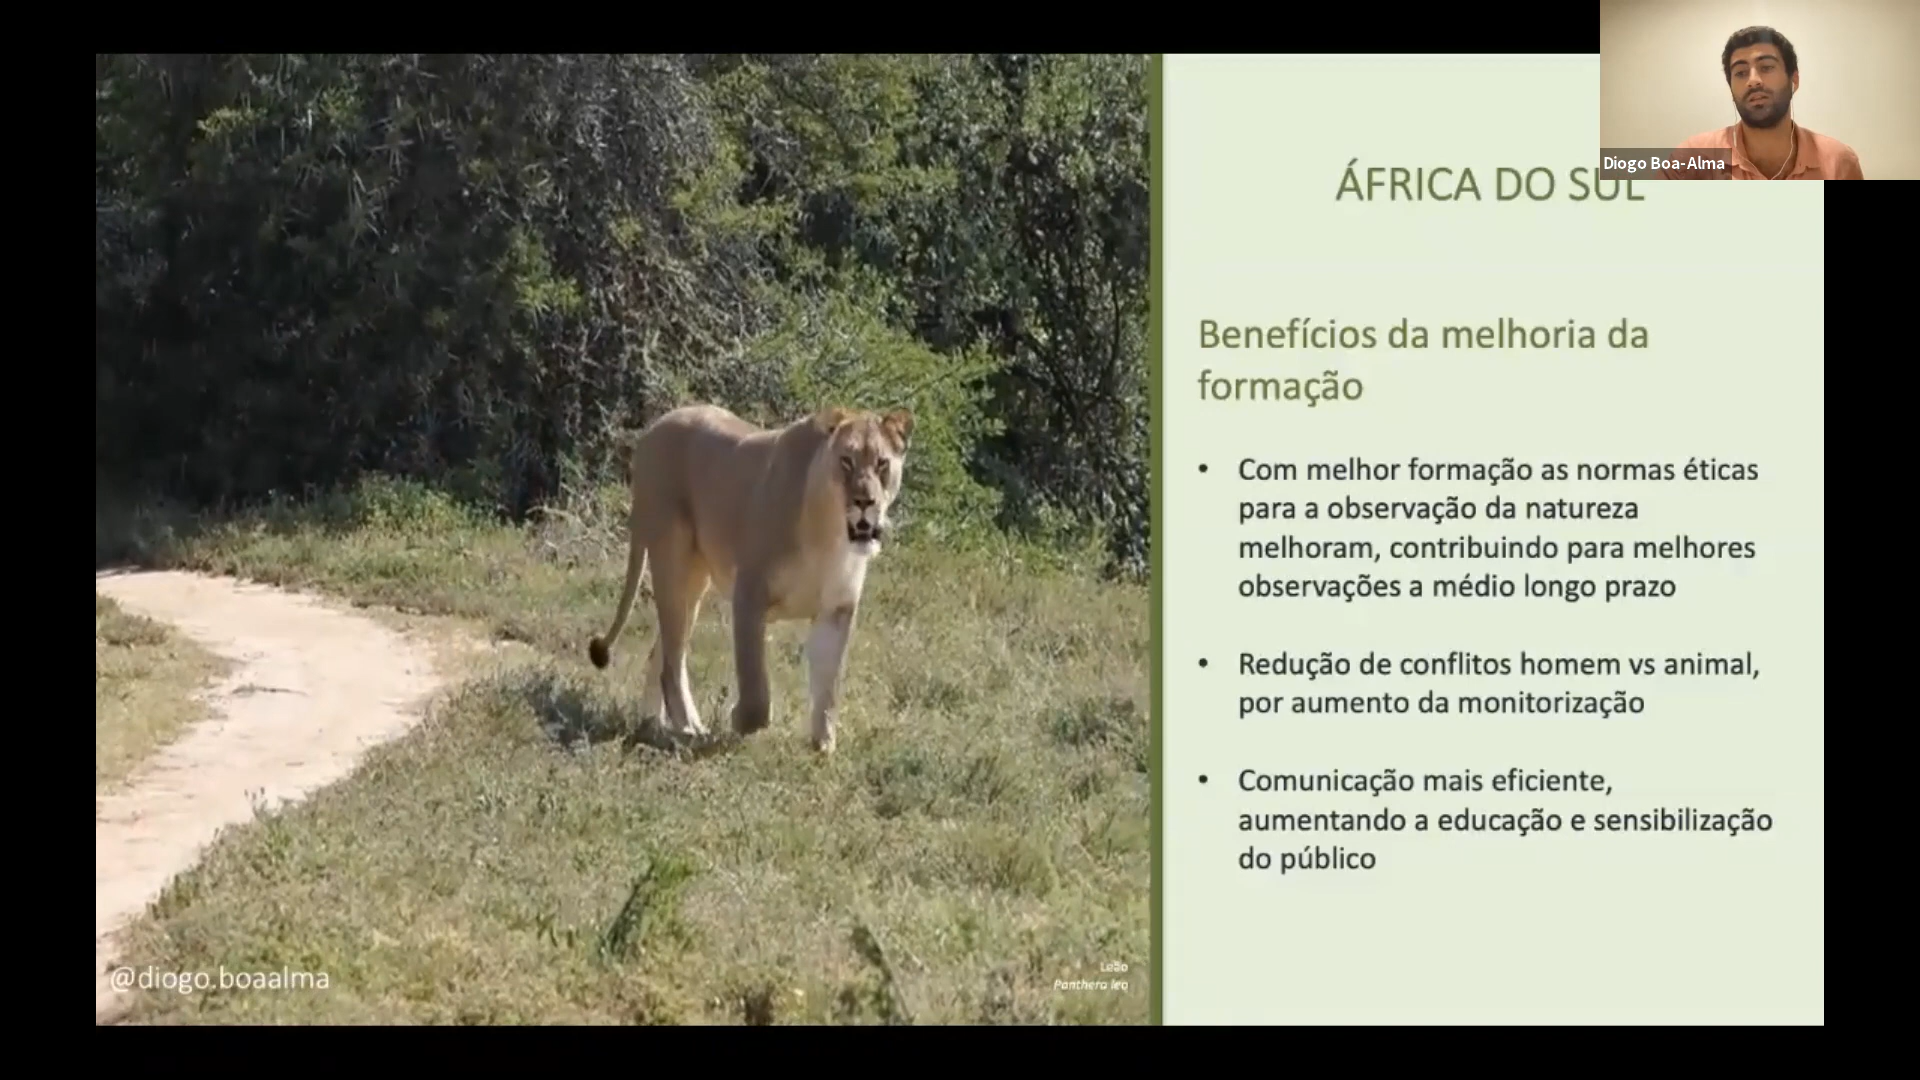 Diogo Boa-Alma
ÁFRICA DO SUL
Benefícios da melhoria da
formação
• Com melhor formação as normas éticas
para a observação da natureza
melhoram, contribuindo para melhores
observações a médio longo prazo
• Redução de conflitos homem vs animal,
por aumento da monitorização
• Comunicação mais eficiente,
aumentando a educação e sensibilização
do público
@diogo.boaalma
Leão
Panthera leo